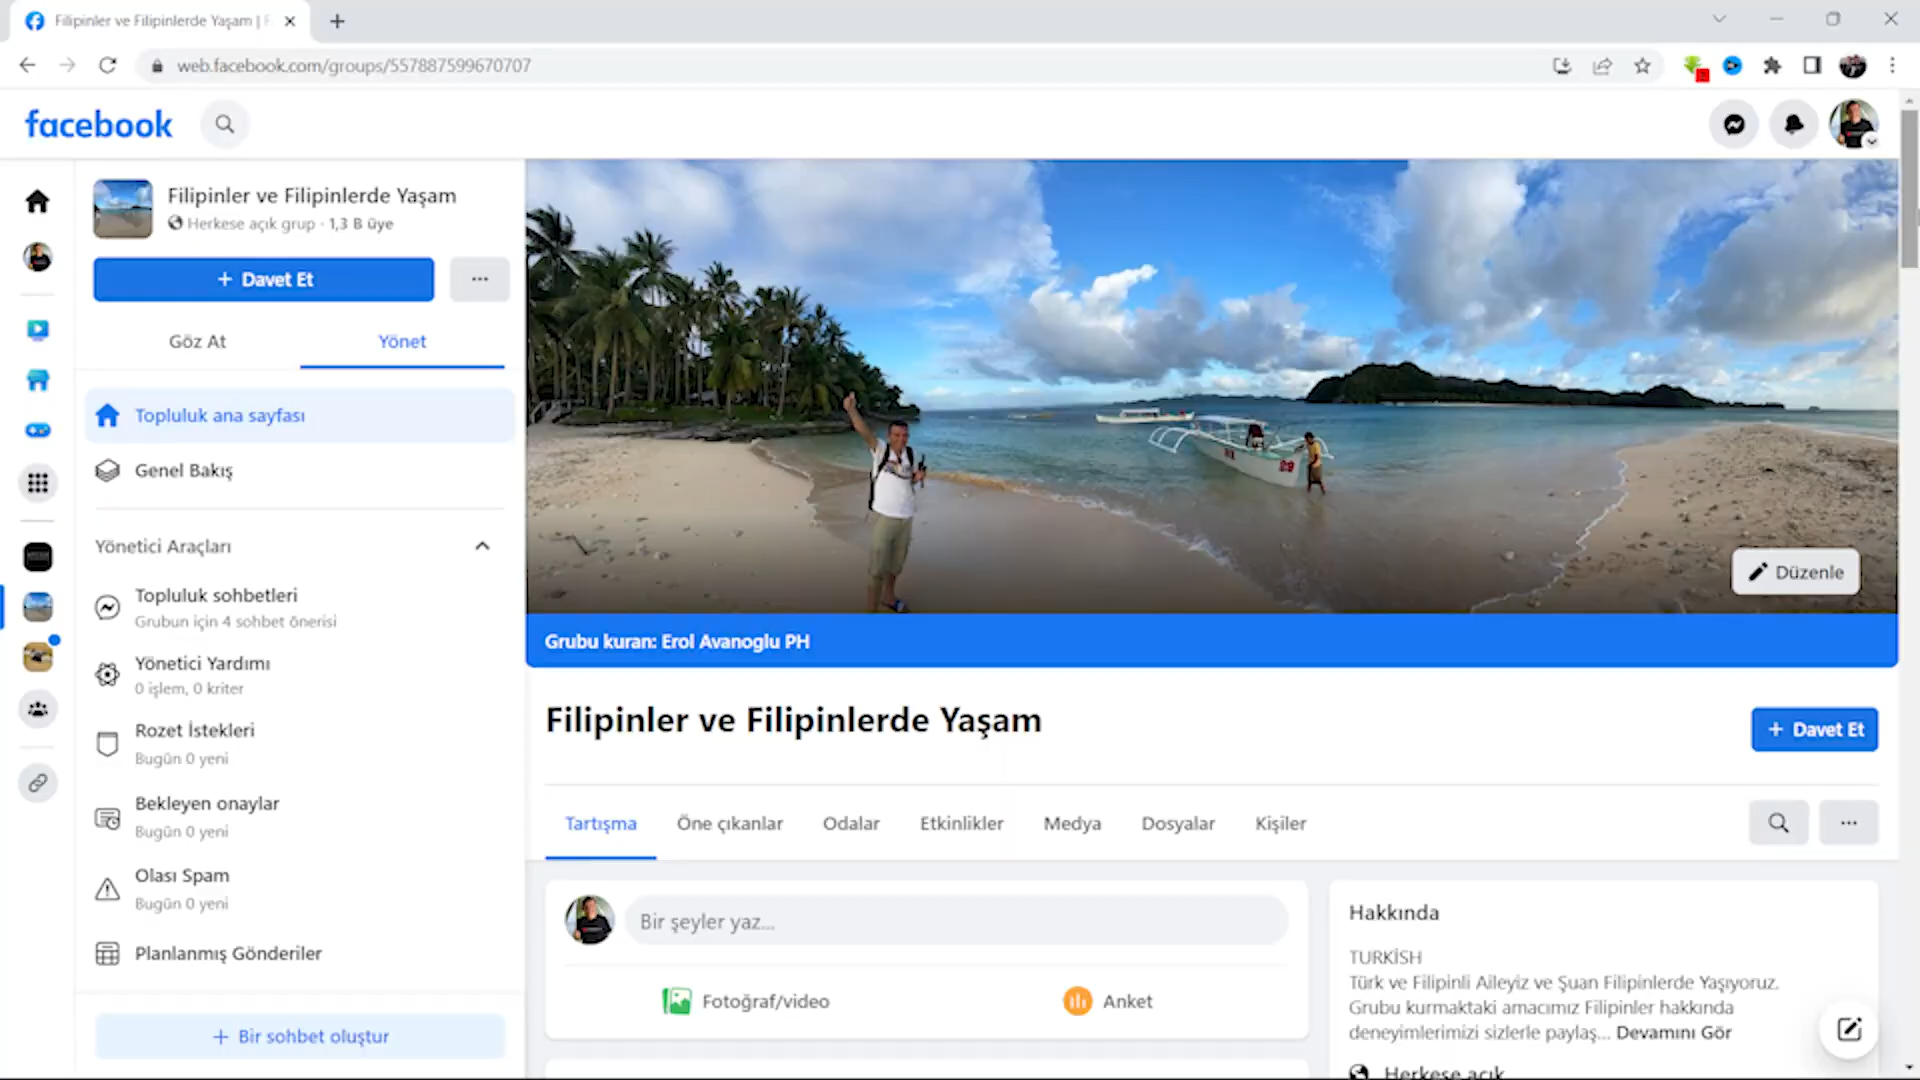 Filipinler ve Filipinlerde Yaşam | F
web.facebook.com/groups/557887599670707
facebook
Filipinler ve Filipinlerde Yaşam
Herkese açık grup · 1,3 B üye
+ Davet Et
Göz At
Yönet
Topluluk ana sayfası
Genel Bakış
Yönetici Araçları
Topluluk sohbetleri
Grubun için 4 sohbet önerisi
Yönetici Yardımı
0 işlem, 0 kriter
Rozet İstekleri
Bugün 0 yeni
Bekleyen onaylar
Bugün 0 yeni
Olası Spam
Bugün 0 yeni
Planlanmış Gönderiler
+ Bir sohbet oluştur
29
Düzenle
Grubu kuran: Erol Avanoglu PH
Filipinler ve Filipinlerde Yaşam
+ Davet Et
Tartışma
Öne çıkanlar
Odalar
Etkinlikler
Medya
Dosyalar
Kişiler
Bir şeyler yaz...
Fotoğraf/video
Anket
Hakkında
TURKİSH
Türk ve Filipinli Aileyiz ve Şuan Filipinlerde Yaşıyoruz.
Grubu kurmaktaki amacımız Filipinler hakkında
deneyimlerimizi sizlerle paylaş... Devamını Gör
Herkese açık